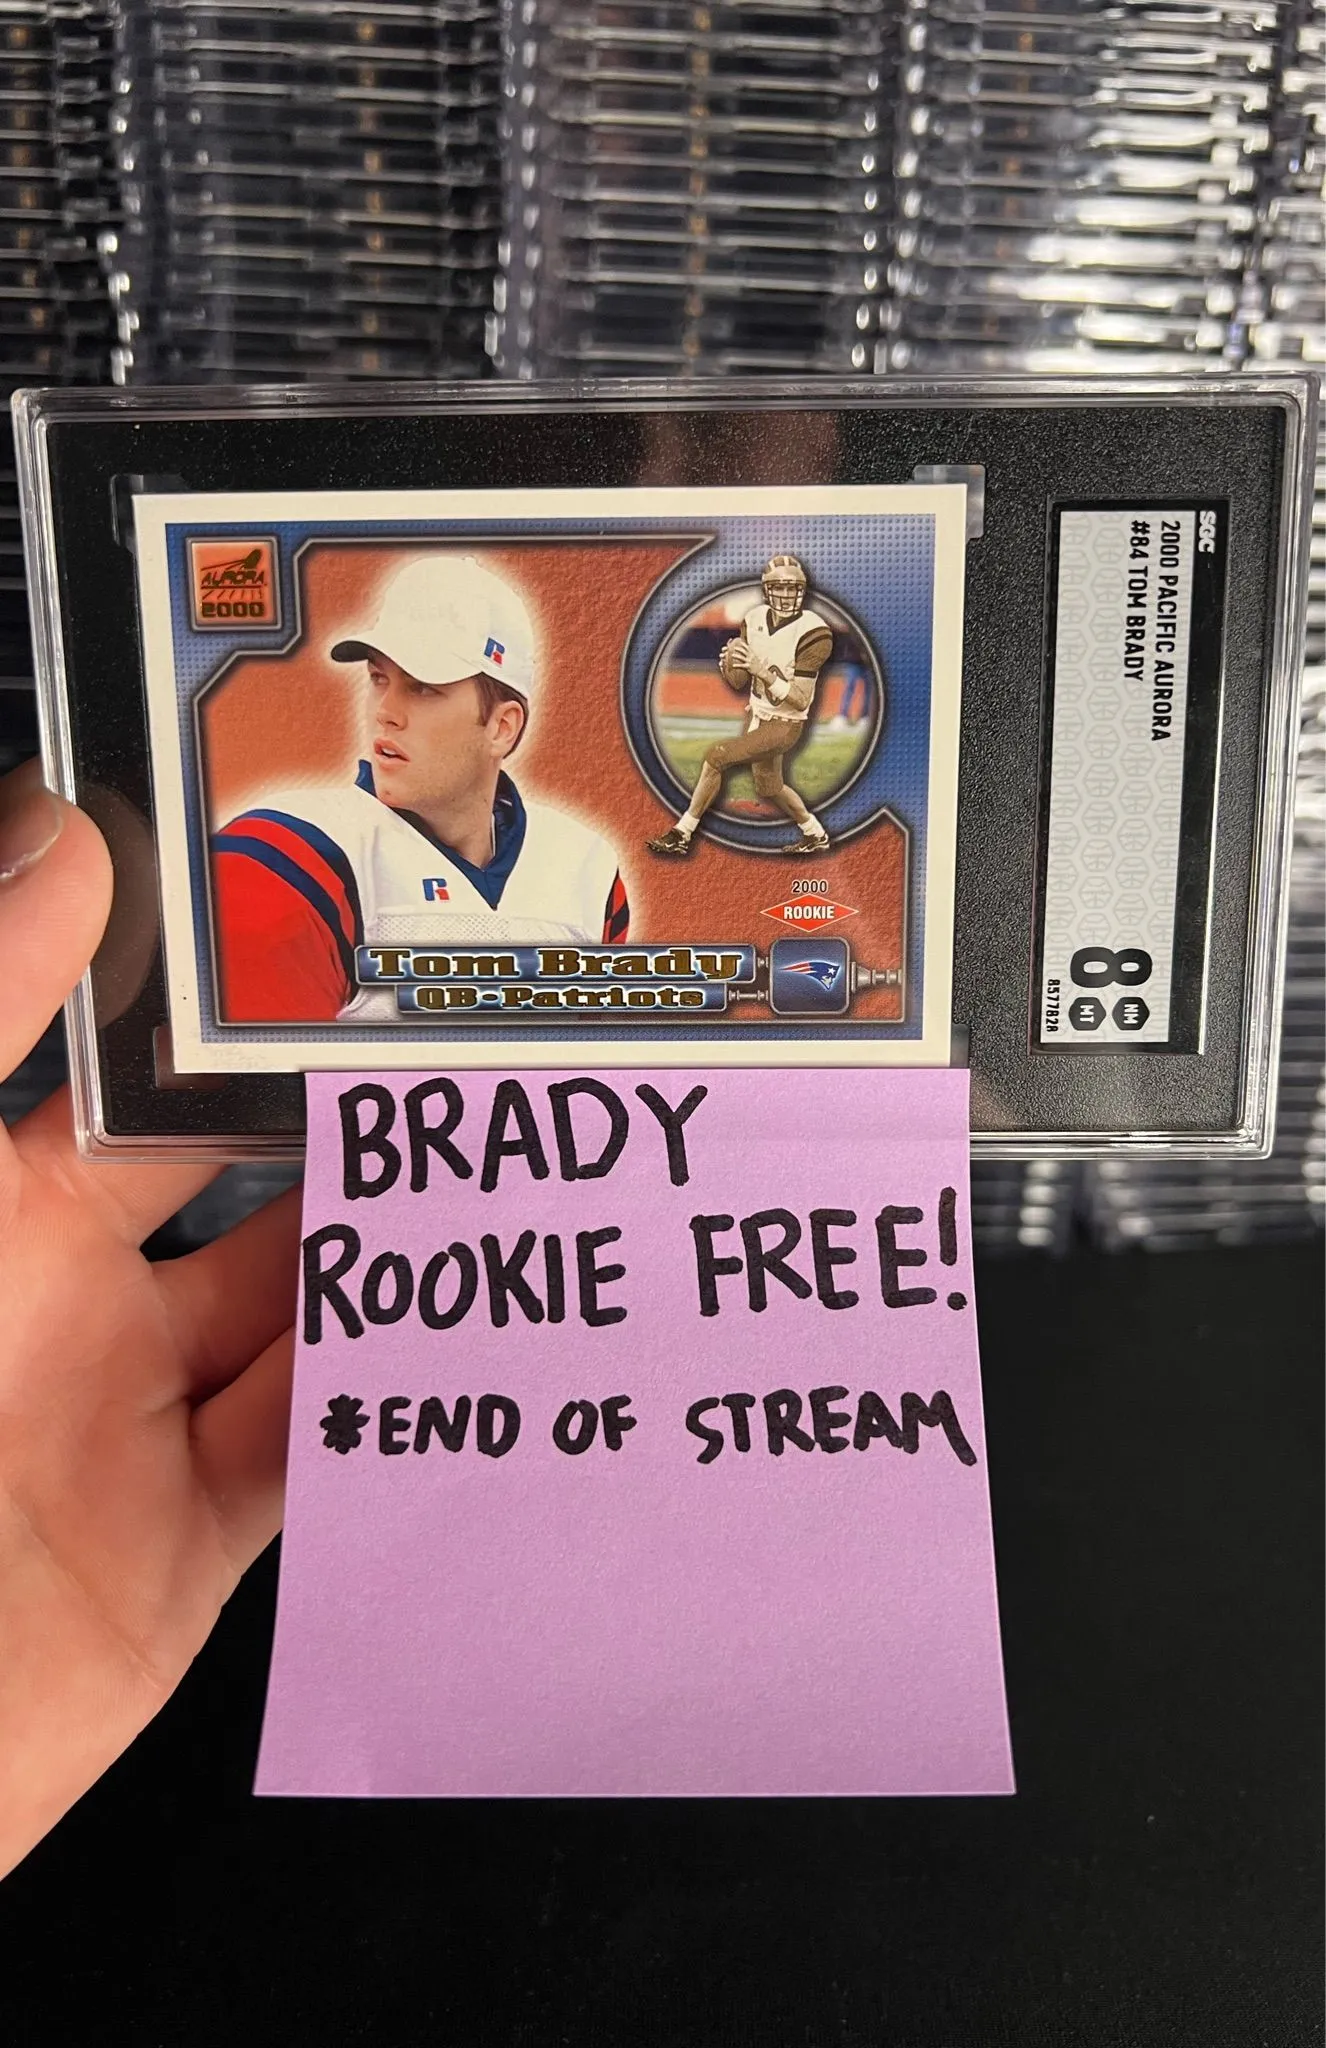 AURORA
2000
2000
ROOKIE
Tom Brady
QB•Patriots
SGC
2000 PACIFIC AURORA
#84 TOM BRADY
8
NM
MT
8577828
BRADY
ROOKIE FREE!
*END OF STREAM